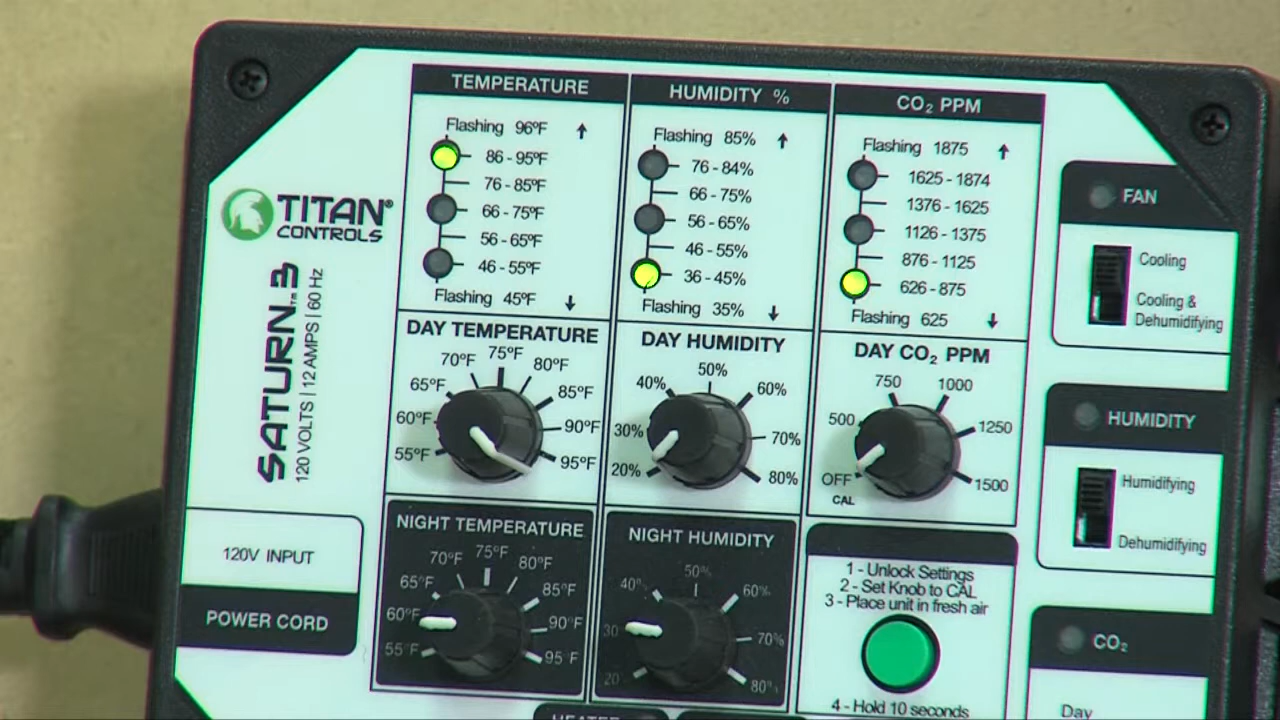 TEMPERATURE
Flashing 96ºF
86 - 95ºF
76 - 85ºF
66 - 75ºF
56 - 65ºF
46 - 55ºF
Flashing 45ºF
HUMIDITY %
Flashing 85%
76 - 84%
66 - 75%
56 - 65%
46 - 55%
36 - 45%
Flashing 35%
CO₂ PPM
Flashing 1875
1625 - 1874
1376 - 1625
1126 - 1375
876 - 1125
626 - 875
Flashing 625
TITAN®
CONTROLS
SATURN™ 3
120 VOLTS | 12 AMPS | 60 Hz
120V INPUT
POWER CORD
DAY TEMPERATURE
55ºF
60ºF
65ºF
70ºF
75ºF
80ºF
85ºF
90ºF
95ºF
DAY HUMIDITY
20%
30%
40%
50%
60%
70%
80%
DAY CO₂ PPM
CAL
OFF
500
750
1000
1250
1500
NIGHT TEMPERATURE
55ºF
60ºF
65ºF
70ºF
75ºF
80ºF
85ºF
90ºF
95ºF
NIGHT HUMIDITY
20
30
40%
50%
60%
70%
80%
1 - Unlock Settings
2 - Set Knob to CAL
3 - Place unit in fresh air
4 - Hold 10 seconds
FAN
Cooling
Cooling &
Dehumidifying
HUMIDITY
Humidifying
Dehumidifying
CO₂
Day
HEATER